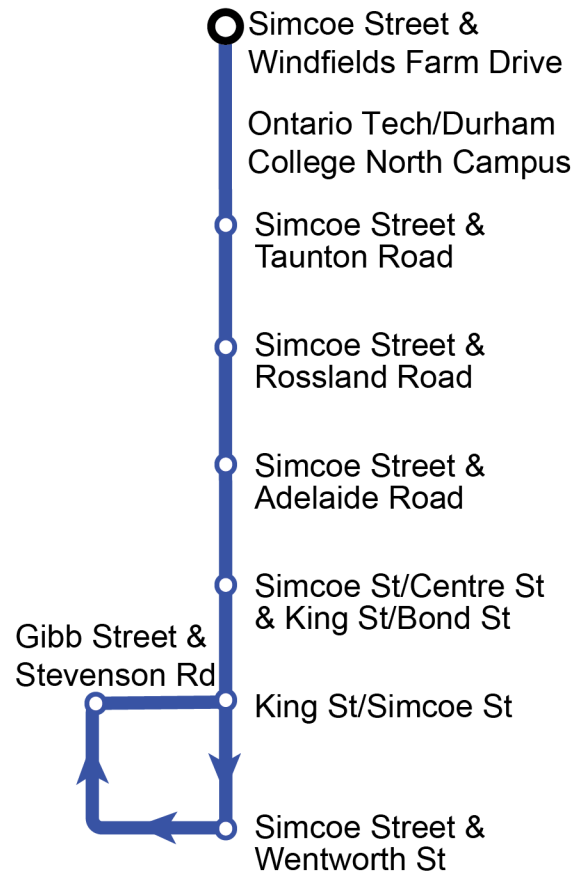 Simcoe Street &
Windfields Farm Drive
Ontario Tech/Durham
College North Campus
Simcoe Street &
Taunton Road
Simcoe Street &
Rossland Road
Simcoe Street &
Adelaide Road
Simcoe St/Centre St
& King St/Bond St
Gibb Street &
Stevenson Rd
King St/Simcoe St
Simcoe Street &
Wentworth St